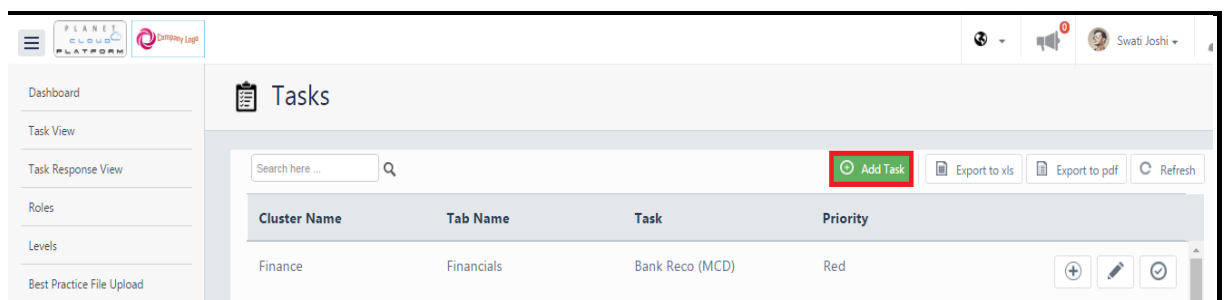 PLANET
CLOUD
PLATFORM
Company Logo
0
Swati Joshi
Dashboard
Task View
Task Response View
Roles
Levels
Best Practice File Upload
Tasks
Search here ...
Add Task
Export to xls
Export to pdf
Refresh
Cluster Name Tab Name Task Priority
Finance Financials Bank Reco (MCD) Red